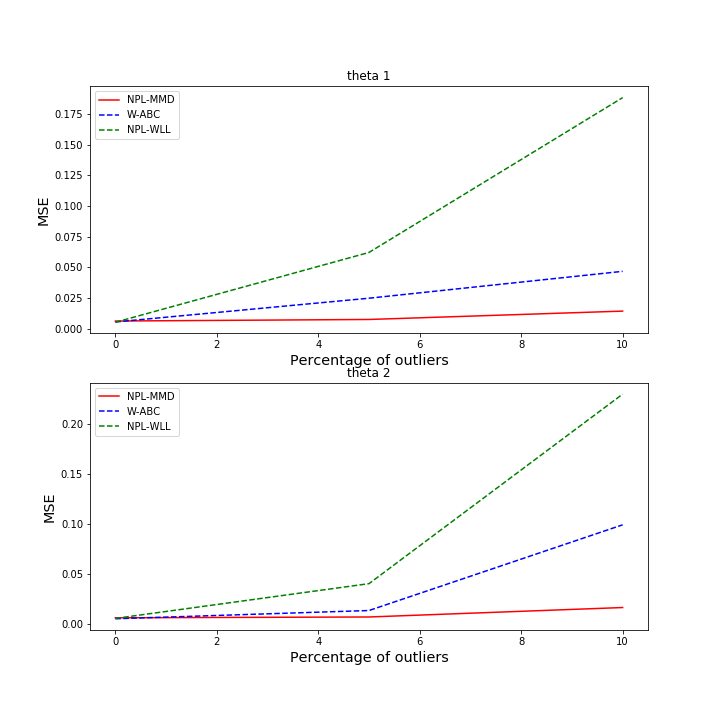 theta 1
NPL-MMD
W-ABC
NPL-WLL
0.175
0.150
0.125
0.100
0.075
0.050
0.025
0.000
MSE
0 2 4 6 8 10
Percentage of outliers
theta 2
NPL-MMD
W-ABC
NPL-WLL
0.20
0.15
0.10
0.05
0.00
MSE
0 2 4 6 8 10
Percentage of outliers